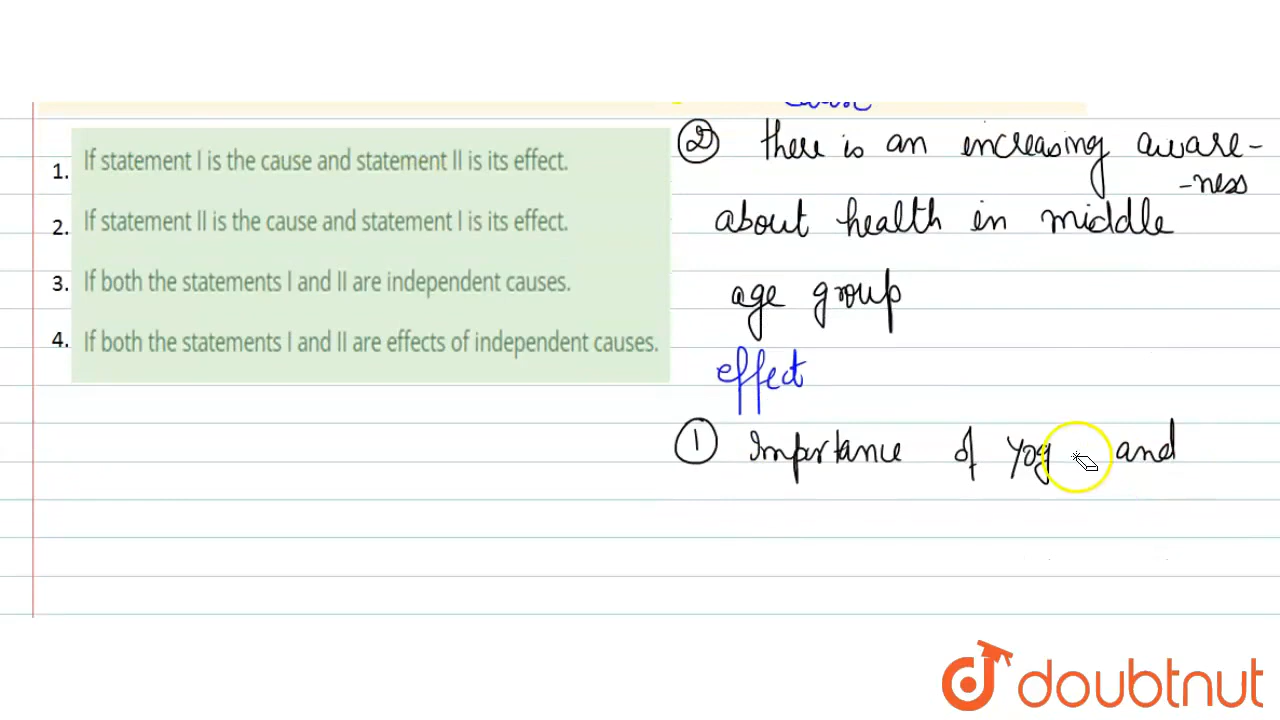 1. If statement I is the cause and statement II is its effect.
2. If statement II is the cause and statement I is its effect.
3. If both the statements I and II are independent causes.
4. If both the statements I and II are effects of independent causes.
② there is an increasing aware-
-ness
about health in middle
age group
effect
① Importance of Yog and
doubtnut